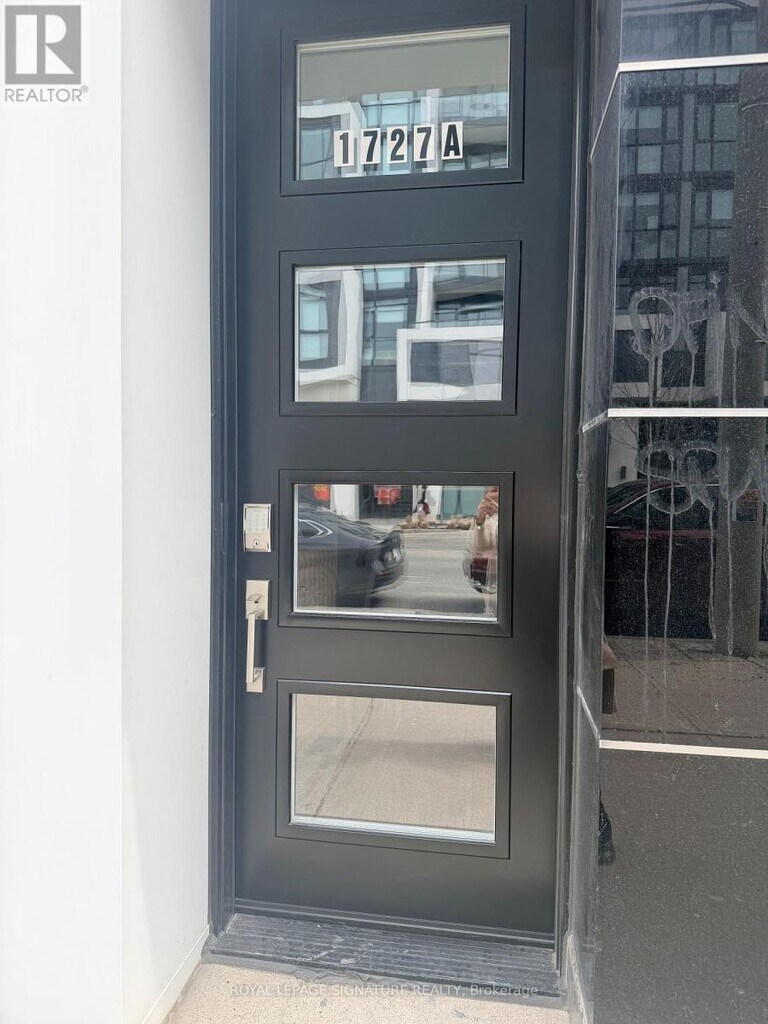 REALTOR®
1727A
ROYAL LEPAGE SIGNATURE REALTY, Brokerage